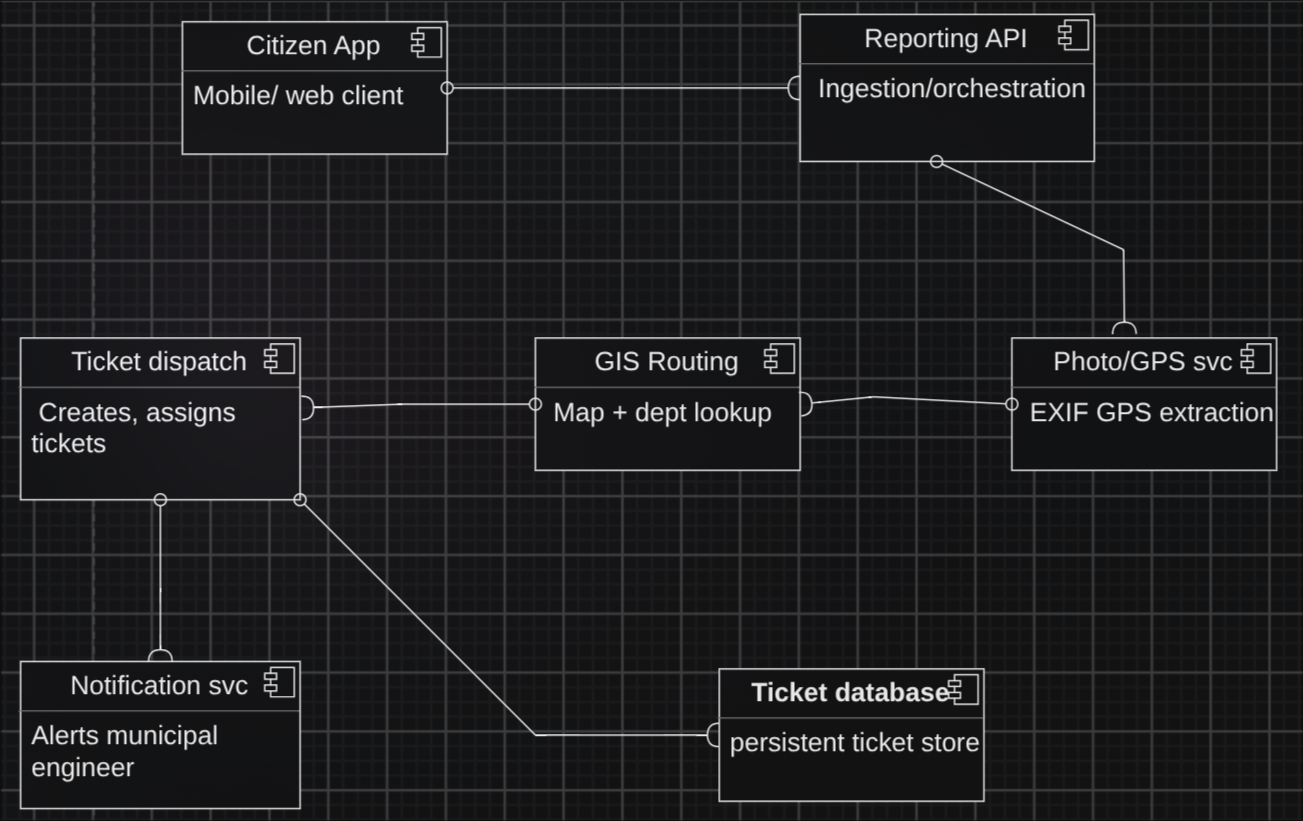 Citizen App
Mobile/ web client
Reporting API
Ingestion/orchestration
Ticket dispatch
Creates, assigns
tickets
GIS Routing
Map + dept lookup
Photo/GPS svc
EXIF GPS extraction
Notification svc
Alerts municipal
engineer
Ticket database
persistent ticket store